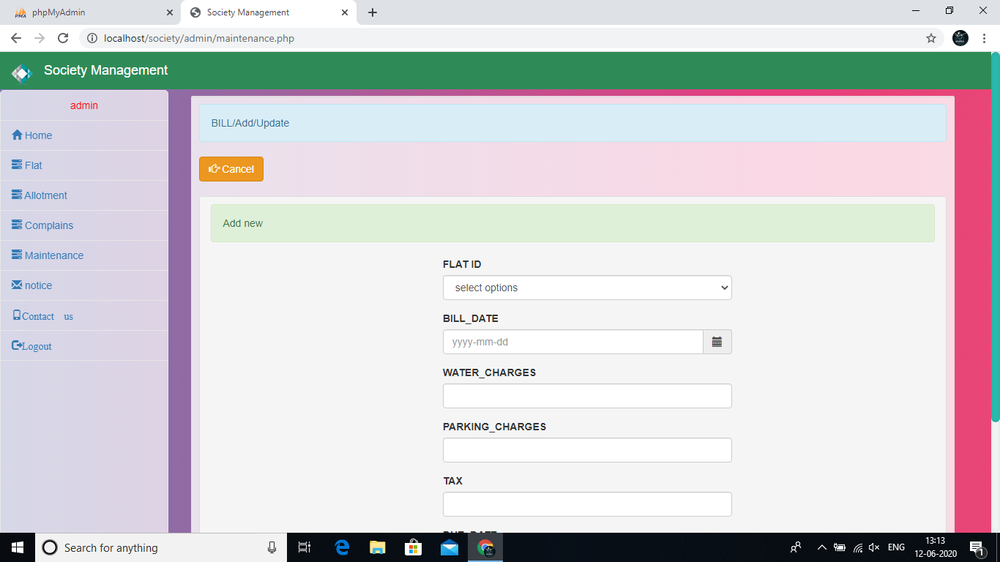 phpMyAdmin
Society Management
localhost/society/admin/maintenance.php
Society Management
admin
Home
Flat
Allotment
Complains
Maintenance
notice
Contact us
Logout
BILL/Add/Update
Cancel
Add new
FLAT ID
select options
BILL_DATE
yyyy-mm-dd
WATER_CHARGES
PARKING_CHARGES
TAX
DUE_DATE
Search for anything
ENG
13:13
12-06-2020
1